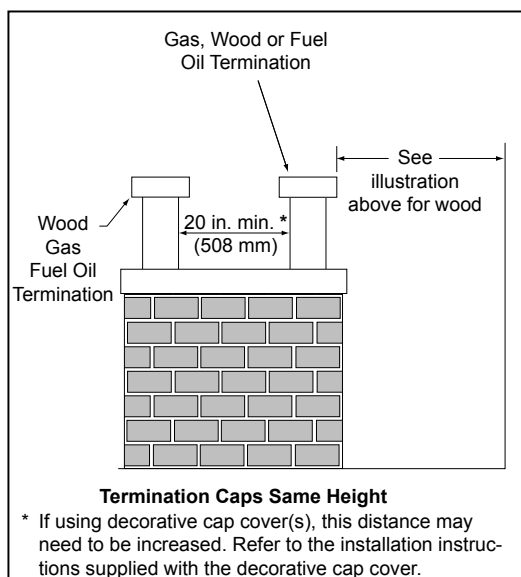 Gas, Wood or Fuel
Oil Termination
See
illustration
above for wood
20 in. min. *
(508 mm)
Wood
Gas
Fuel Oil
Termination
Termination Caps Same Height
* If using decorative cap cover(s), this distance may
need to be increased. Refer to the installation instruc-
tions supplied with the decorative cap cover.